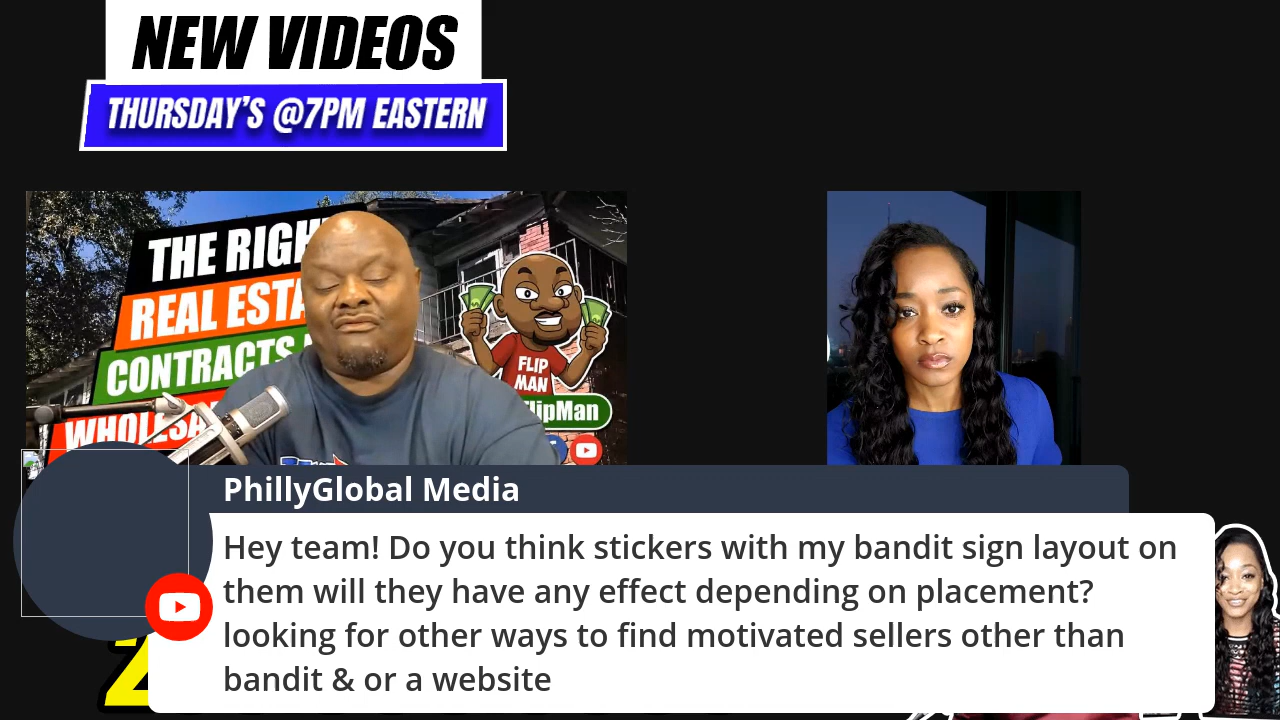 NEW VIDEOS
THURSDAY'S @7PM EASTERN
THE RIGH
REAL ESTA
CONTRACTS
WHOLESA
FLIP
MAN
FlipMan
PhillyGlobal Media
Hey team! Do you think stickers with my bandit sign layout on
them will they have any effect depending on placement?
looking for other ways to find motivated sellers other than
bandit & or a website